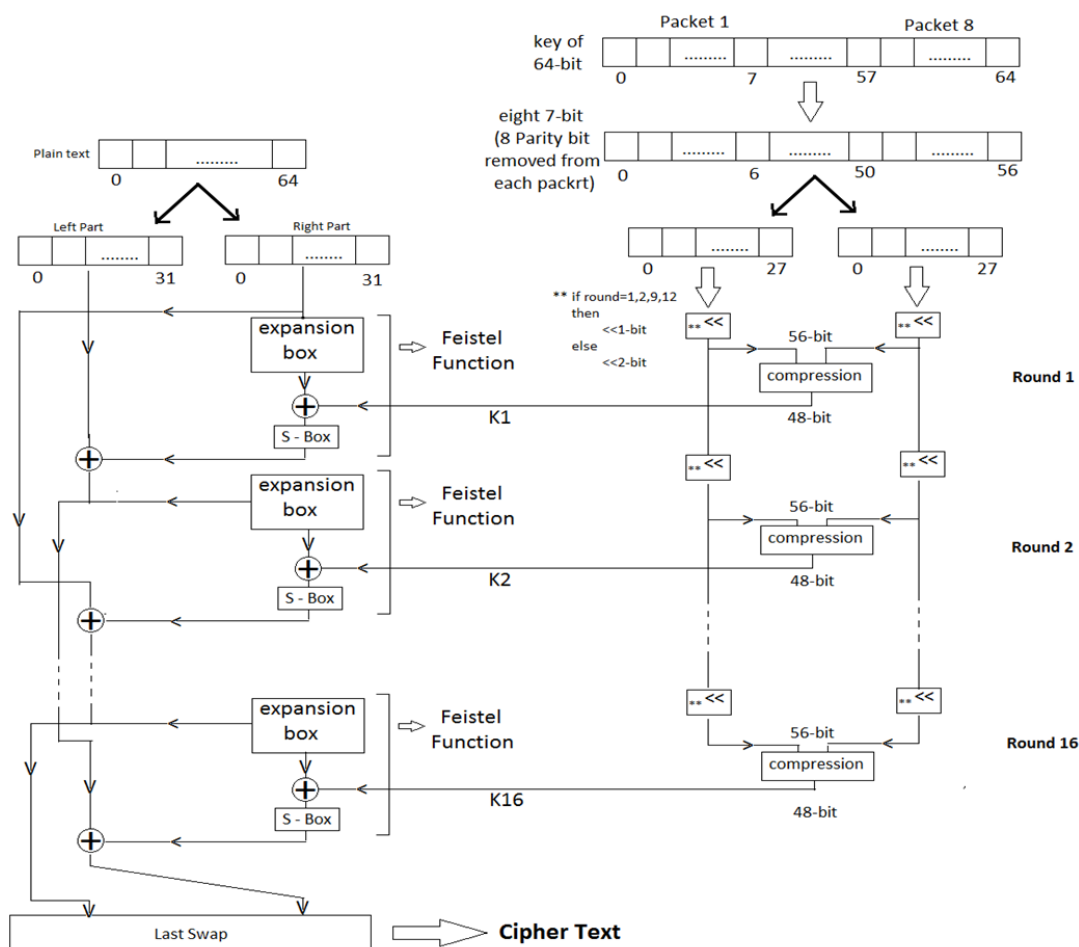 Packet 1 Packet 8
key of
64-bit
.........
.........
.........
0 7 57 64
eight 7-bit
(8 Parity bit
removed from
each packrt)
.........
.........
.........
0 6 50 56
Plain text
.........
0 64
Left Part
........
0 31
Right Part
........
0 31
........
0 27
........
0 27
** if round=1,2,9,12
then
<<1-bit
else
<<2-bit
** <<
** <<
expansion
box
Feistel
Function
56-bit
compression
48-bit
Round 1
+
K1
S - Box
+
** <<
** <<
expansion
box
Feistel
Function
56-bit
compression
48-bit
Round 2
+
K2
S - Box
+
** <<
** <<
expansion
box
Feistel
Function
56-bit
compression
48-bit
Round 16
+
K16
S - Box
+
Last Swap
Cipher Text